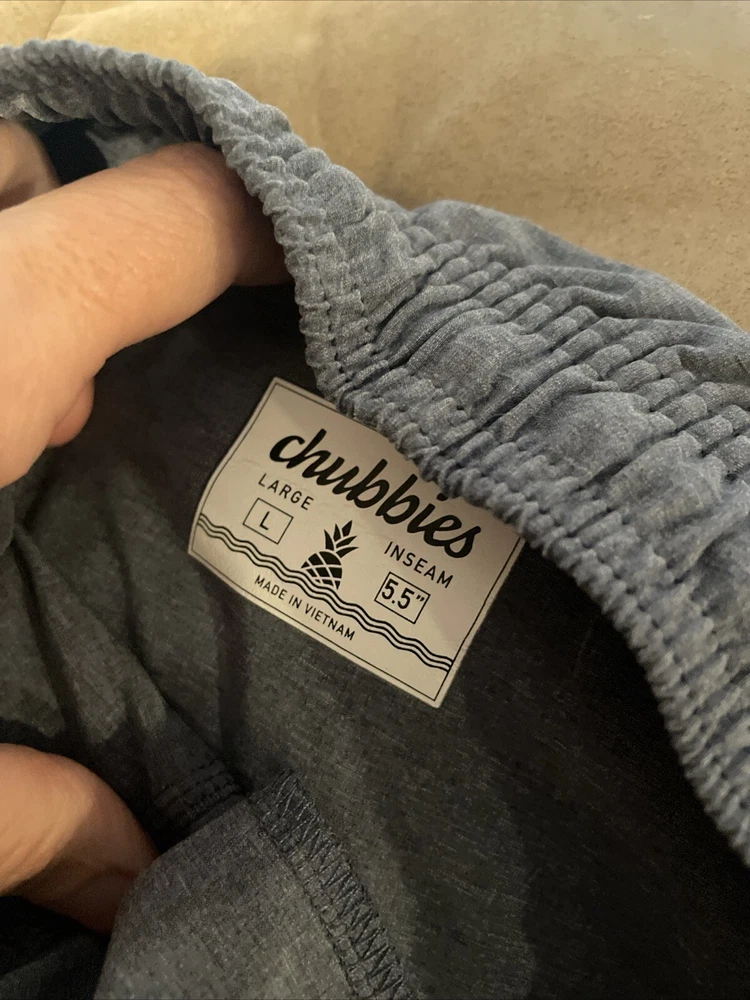 chubbies
LARGE
L
INSEAM
5.5"
MADE IN VIETNAM